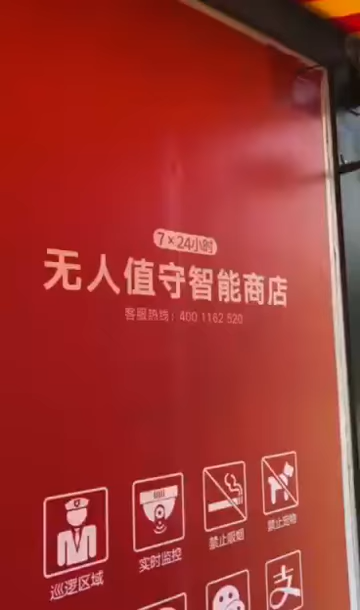 7×24小时
无人值守智能商店
客服热线：400 1162 520
巡逻区域
实时监控
禁止吸烟
禁止宠物
支